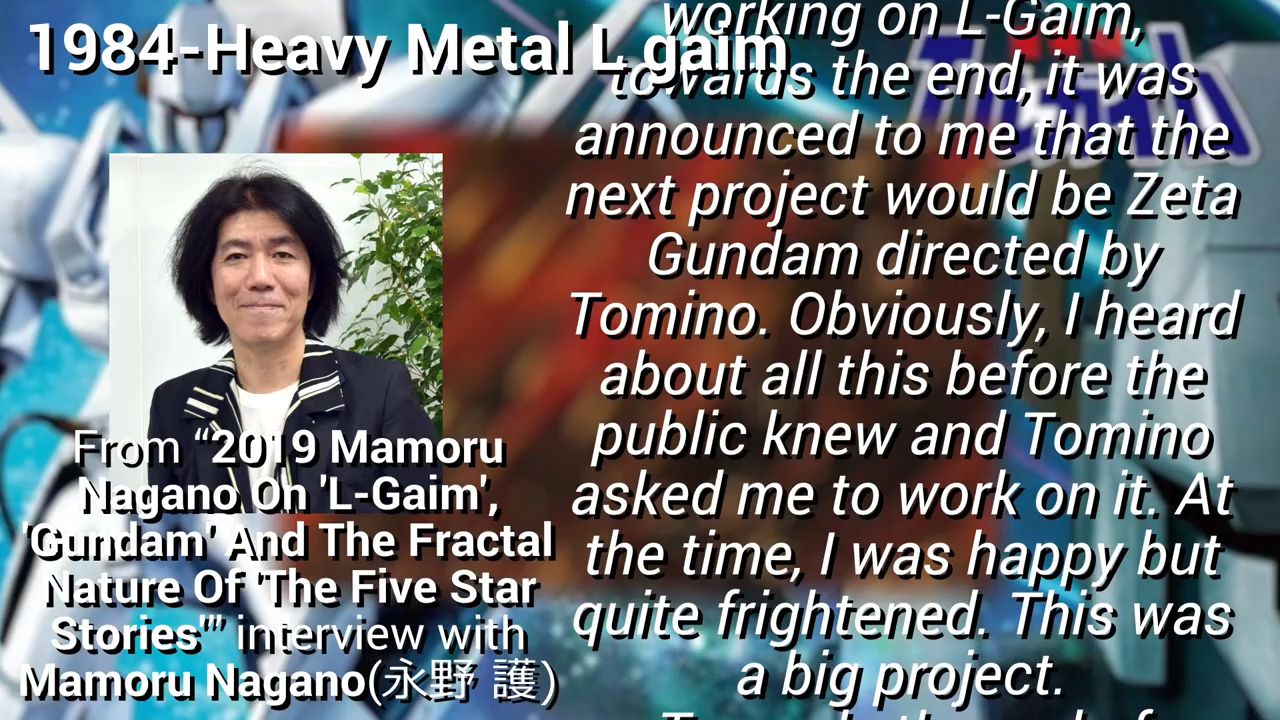 1984-Heavy Metal L gaim
working on L-Gaim,
towards the end, it was
announced to me that the
next project would be Zeta
Gundam directed by
Tomino. Obviously, I heard
about all this before the
public knew and Tomino
asked me to work on it. At
the time, I was happy but
quite frightened. This was
a big project.
From “2019 Mamoru
Nagano On 'L-Gaim',
'Gundam' And The Fractal
Nature Of 'The Five Star
Stories'” interview with
Mamoru Nagano(永野 護)